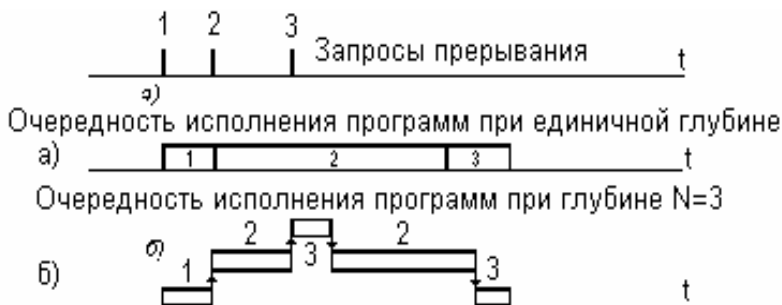 1 2 3
Запросы прерывания t
а)
Очередность исполнения программ при единичной глубине
а) 1 2 3 t
Очередность исполнения программ при глубине N=3
б) 2 2
1 3 3
б) t